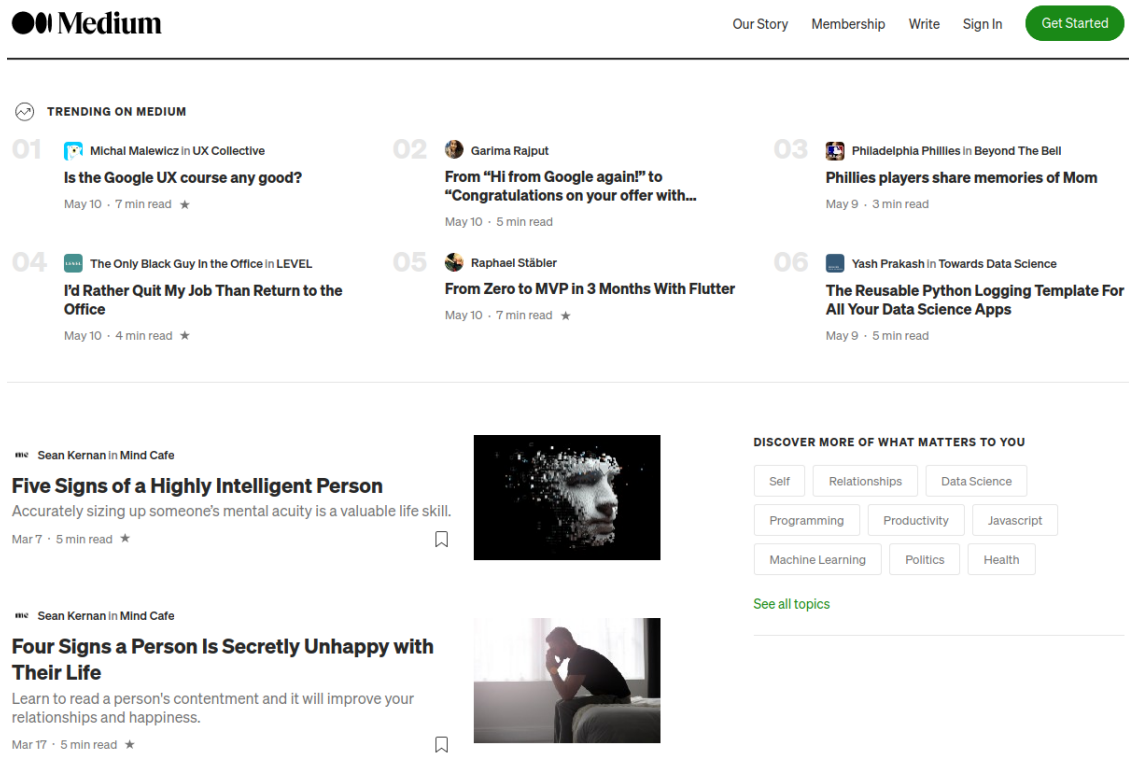 Medium
Our Story Membership Write Sign In Get Started
TRENDING ON MEDIUM
01
Michal Malewicz in UX Collective
Is the Google UX course any good?
May 10 · 7 min read ★
02
Garima Rajput
From “Hi from Google again!” to
“Congratulations on your offer with...
May 10 · 5 min read
03
Philadelphia Phillies in Beyond The Bell
Phillies players share memories of Mom
May 9 · 3 min read
04
LEVEL
The Only Black Guy In the Office in LEVEL
I’d Rather Quit My Job Than Return to the
Office
May 10 · 4 min read ★
05
Raphael Stäbler
From Zero to MVP in 3 Months With Flutter
May 10 · 7 min read ★
06
Yash Prakash in Towards Data Science
The Reusable Python Logging Template For
All Your Data Science Apps
May 9 · 5 min read
mc Sean Kernan in Mind Cafe
Five Signs of a Highly Intelligent Person
Accurately sizing up someone’s mental acuity is a valuable life skill.
Mar 7 · 5 min read ★
mc Sean Kernan in Mind Cafe
Four Signs a Person Is Secretly Unhappy with
Their Life
Learn to read a person's contentment and it will improve your
relationships and happiness.
Mar 17 · 5 min read ★
DISCOVER MORE OF WHAT MATTERS TO YOU
Self Relationships Data Science
Programming Productivity Javascript
Machine Learning Politics Health
See all topics